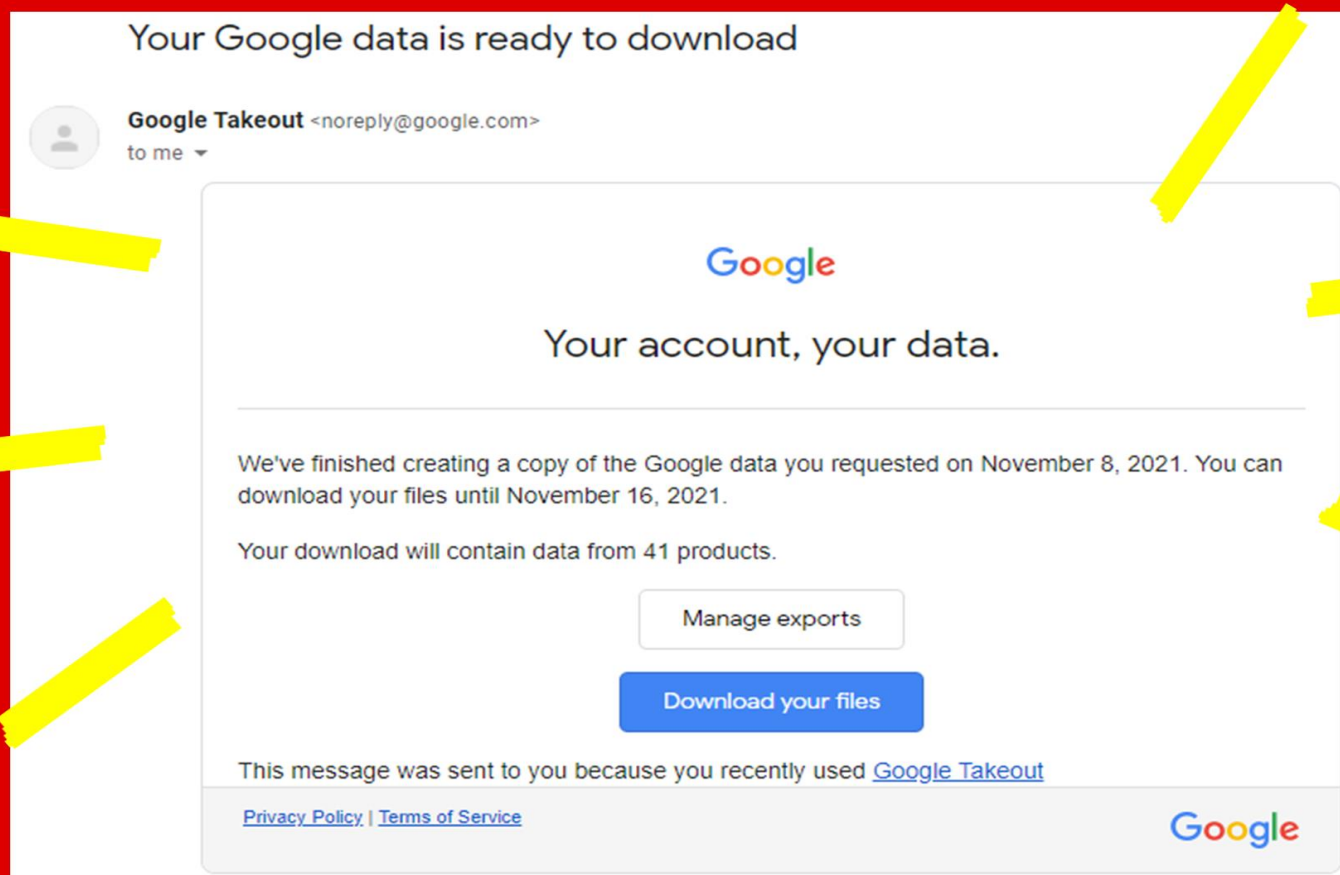 Your Google data is ready to download
Google Takeout <noreply@google.com>
to me
Google
Your account, your data.
We've finished creating a copy of the Google data you requested on November 8, 2021. You can
download your files until November 16, 2021.
Your download will contain data from 41 products.
Manage exports
Download your files
This message was sent to you because you recently used Google Takeout
Privacy Policy | Terms of Service
Google